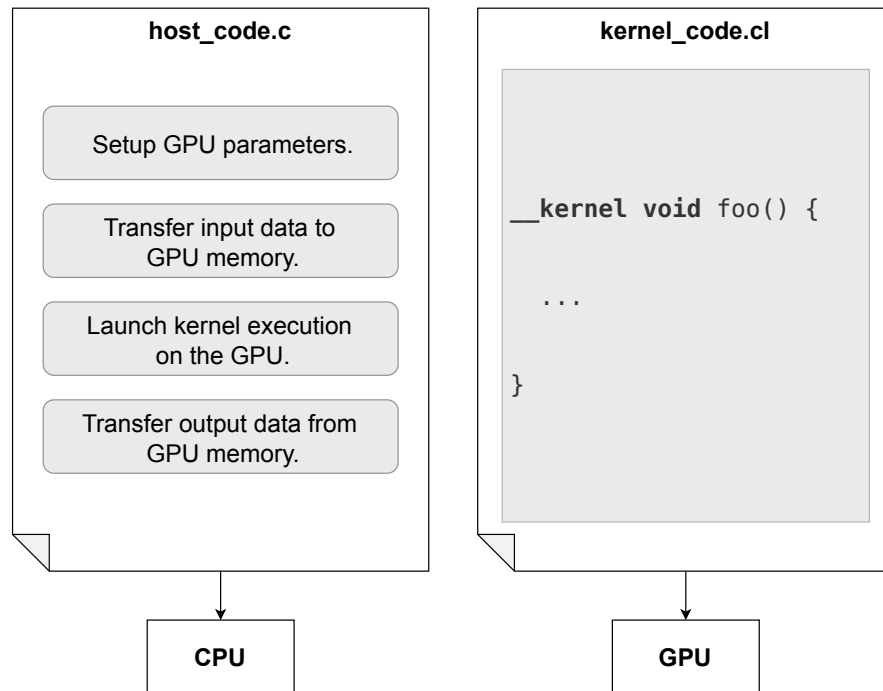 host_code.c
Setup GPU parameters.
Transfer input data to
GPU memory.
Launch kernel execution
on the GPU.
Transfer output data from
GPU memory.
CPU
kernel_code.cl
__kernel void foo() {
...
}
GPU